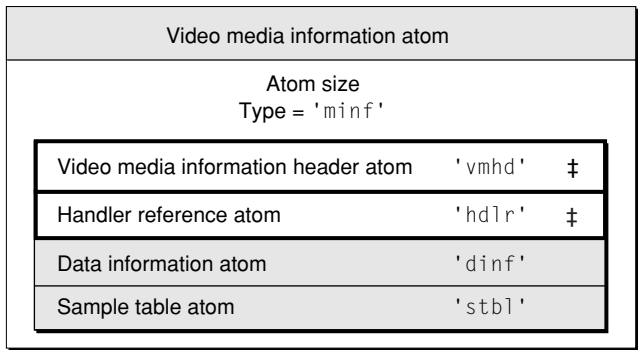 Video media information atom
Atom size
Type = 'minf'
Video media information header atom 'vmhd' ‡
Handler reference atom 'hdlr' ‡
Data information atom 'dinf'
Sample table atom 'stbl'